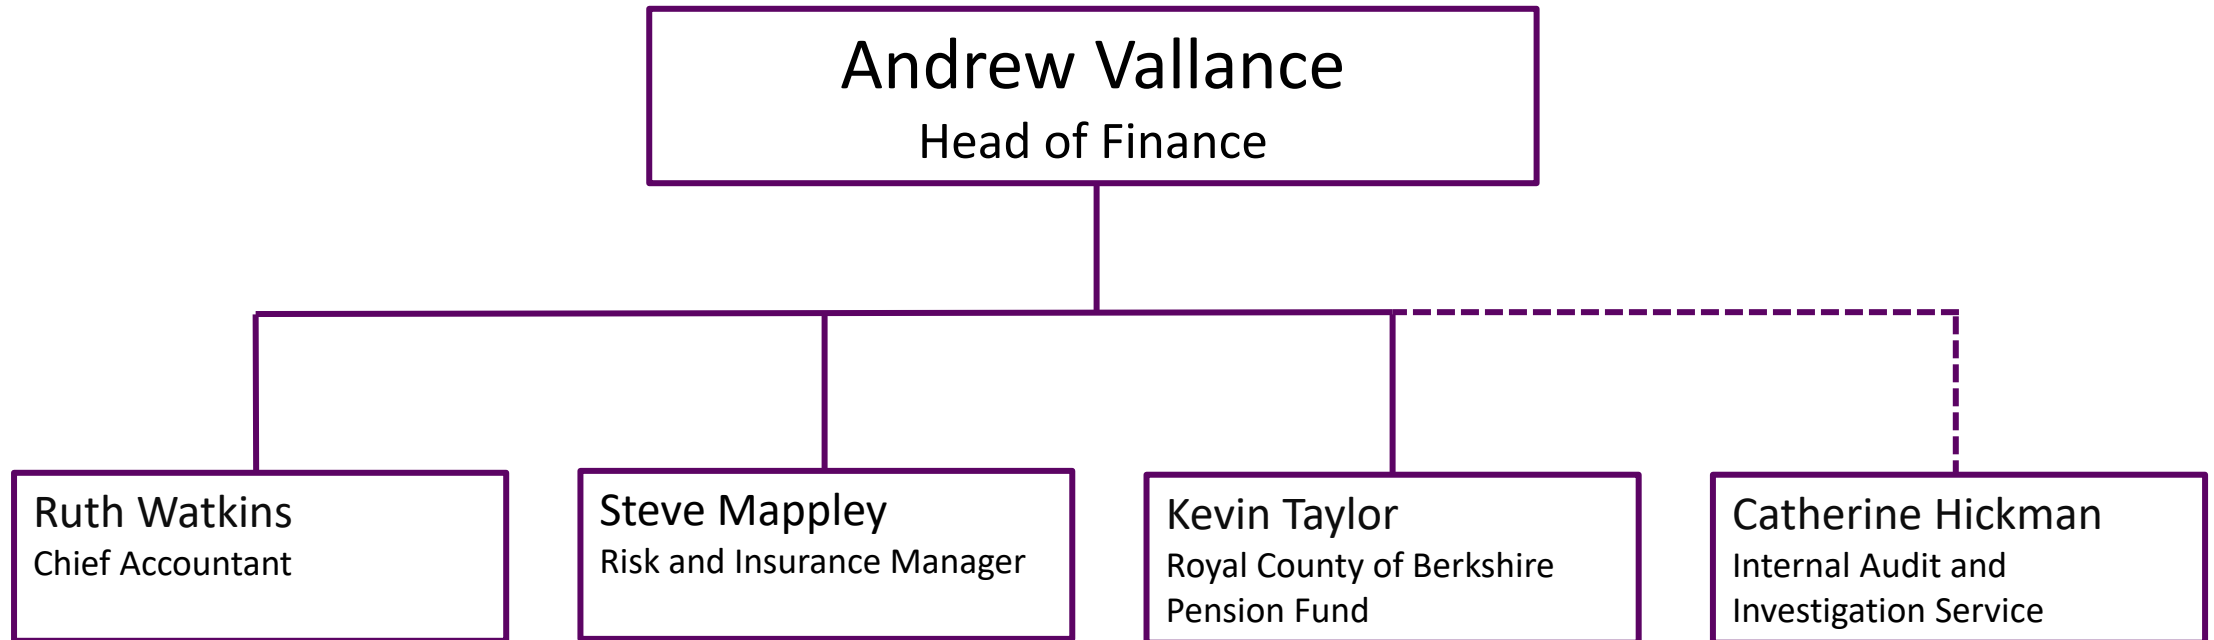 Andrew Vallance
Head of Finance
Ruth Watkins
Chief Accountant
Steve Mappley
Risk and Insurance Manager
Kevin Taylor
Royal County of Berkshire
Pension Fund
Catherine Hickman
Internal Audit and
Investigation Service